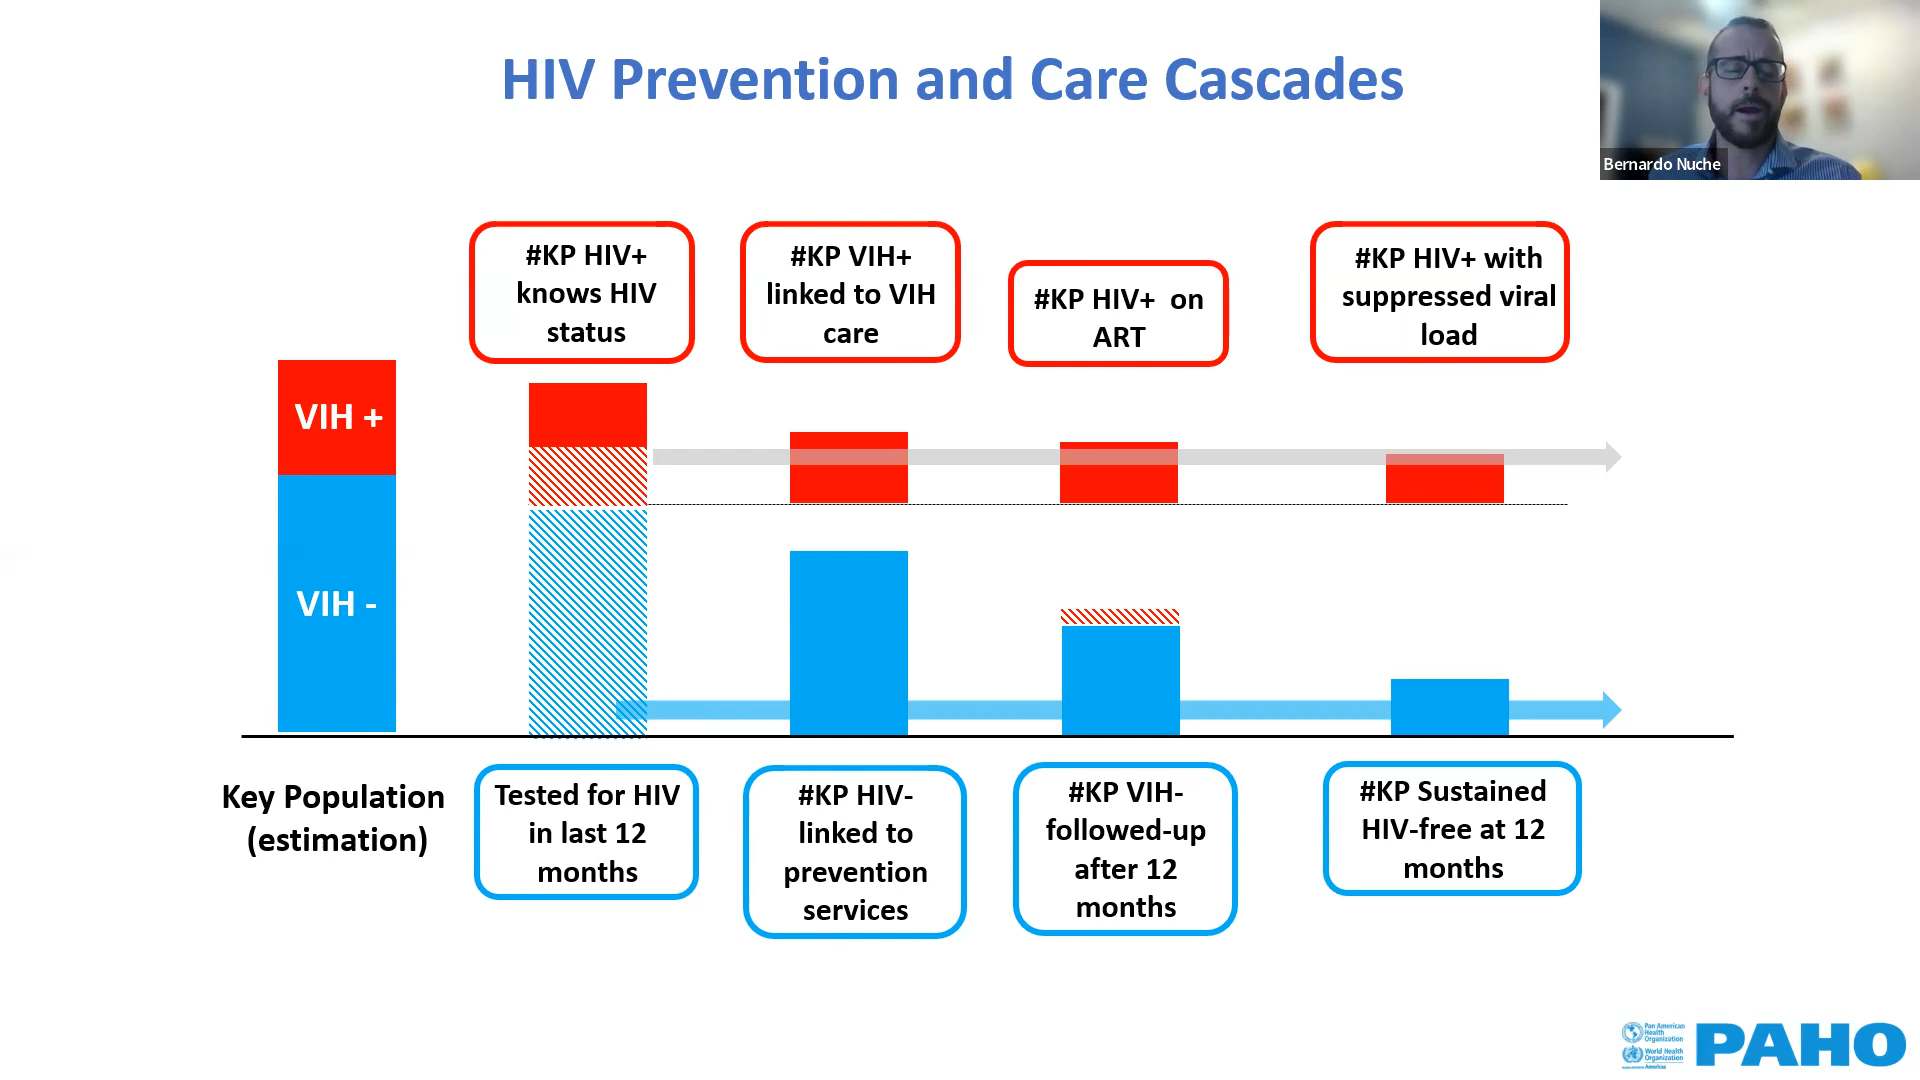 HIV Prevention and Care Cascades
Bernardo Nuche
#KP HIV+
knows HIV
status
#KP VIH+
linked to VIH
care
#KP HIV+ on
ART
#KP HIV+ with
suppressed viral
load
VIH +
VIH -
Key Population
(estimation)
Tested for HIV
in last 12
months
#KP HIV-
linked to
prevention
services
#KP VIH-
followed-up
after 12
months
#KP Sustained
HIV-free at 12
months
Pan American
Health
Organization
World Health
Organization
Americas
PAHO